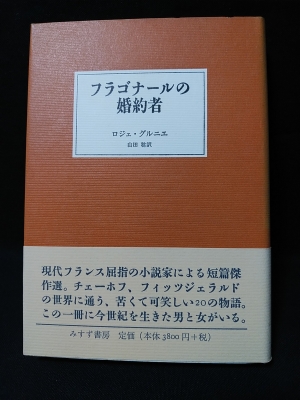 フラゴナールの
婚約者
ロジェ・グルニエ
山田 稔訳
現代フランス屈指の小説家による短篇傑
作選。チェーホフ、フィッツジェラルド
の世界に通う、苦くて可笑しい20の物語。
この一冊に今世紀を生きた男と女がいる。
みすず書房 定価(本体3800円+税)